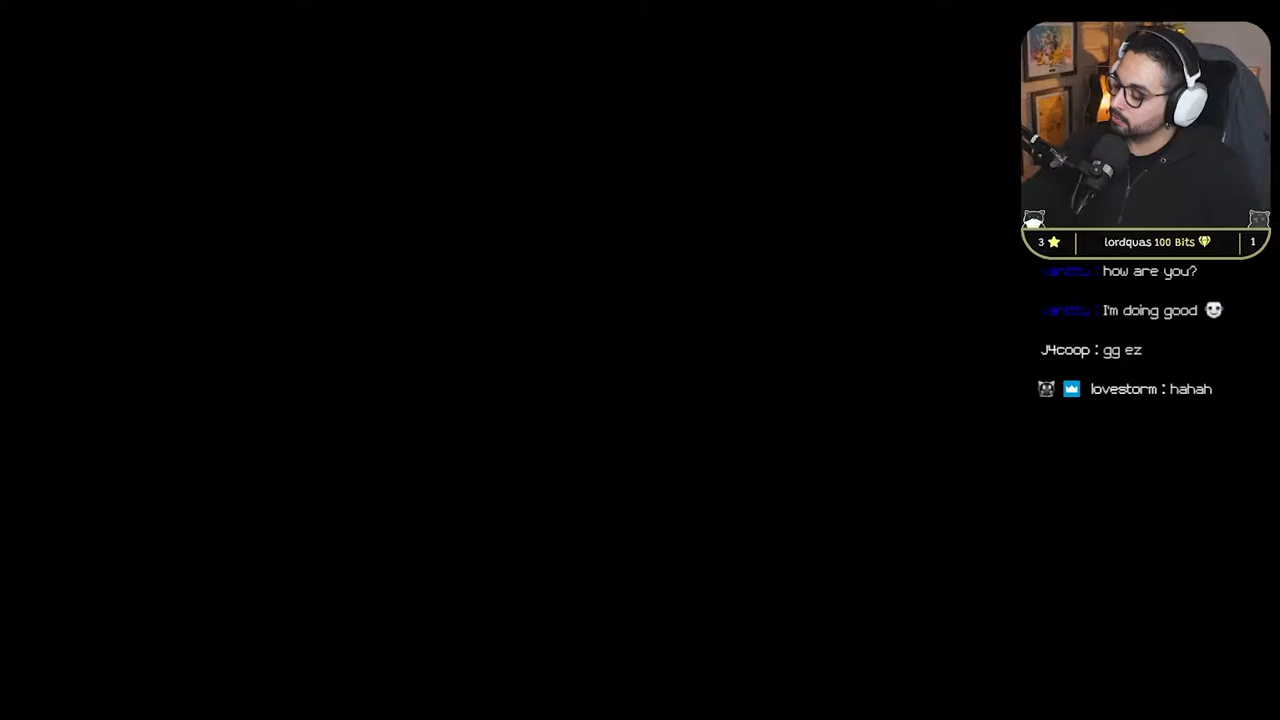 3 lordquas 100 Bits 1
how are you?
I'm doing good
J4coop : gg ez
lovestorm : hahah